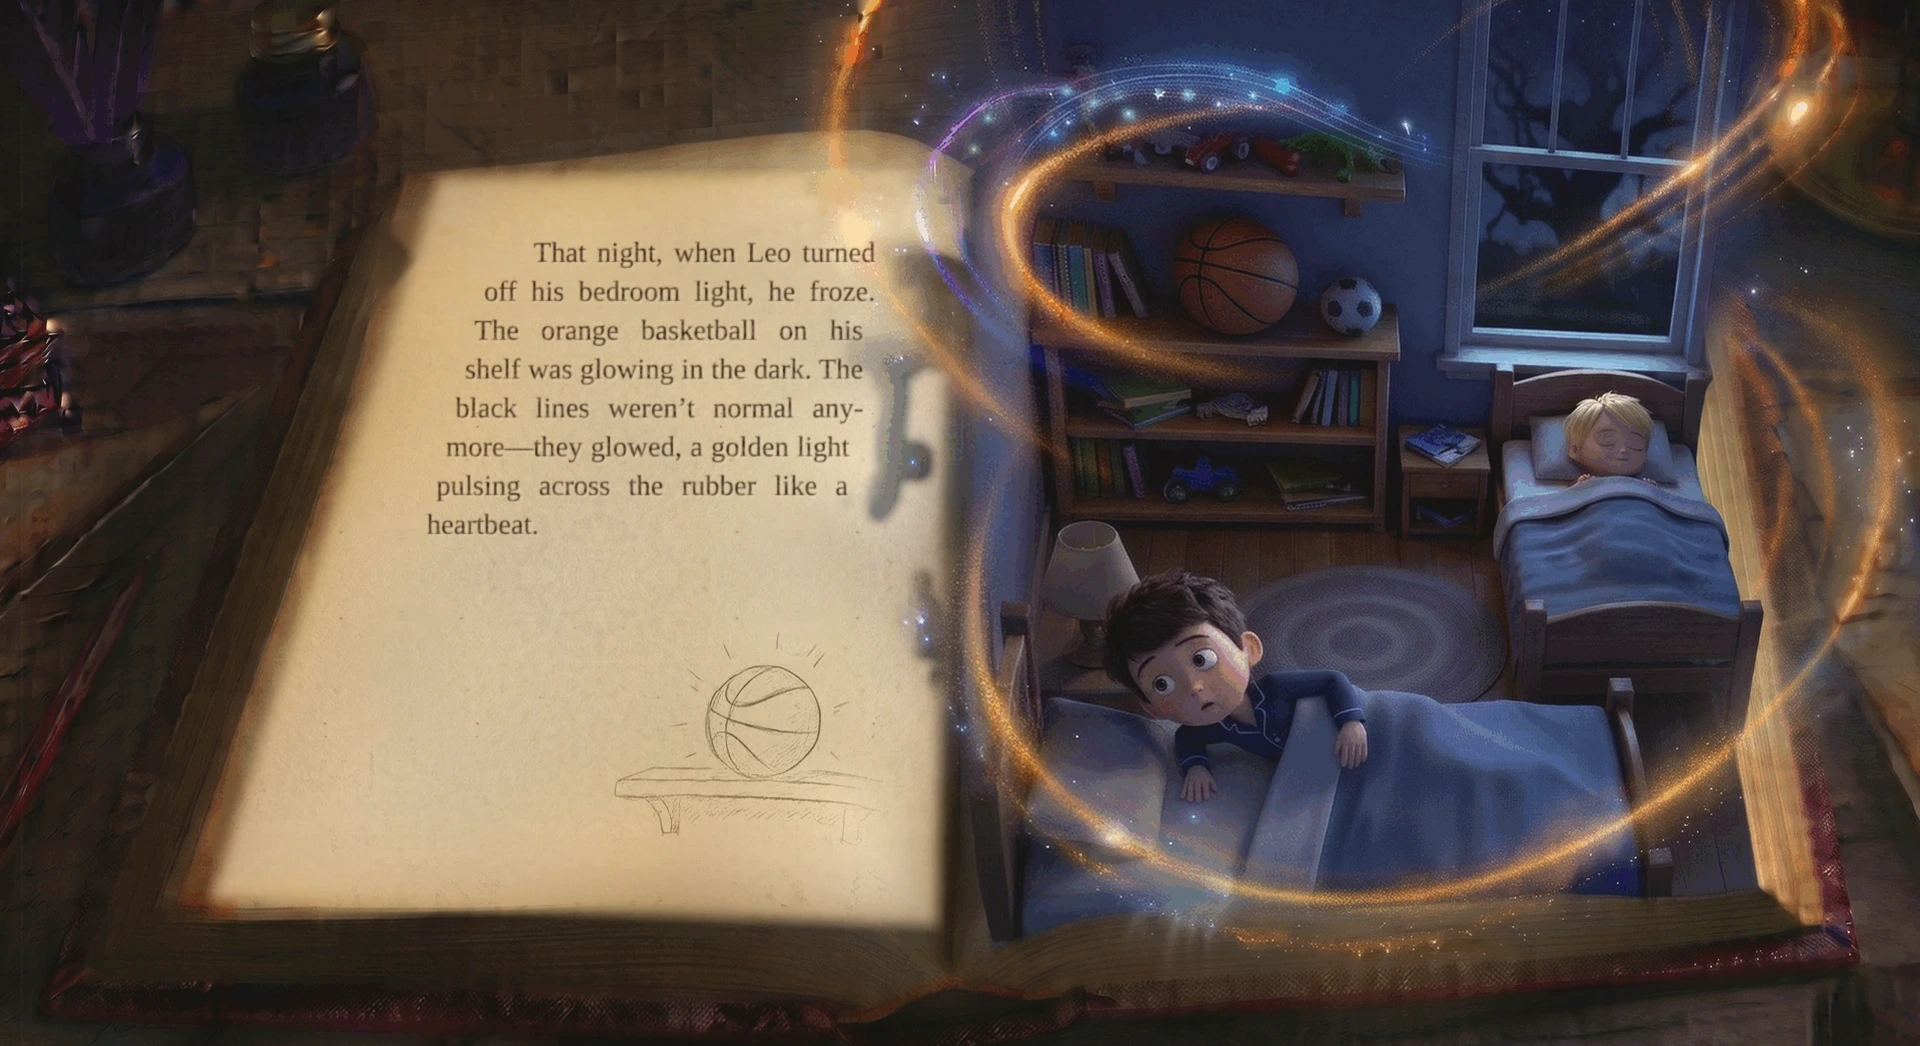 That night, when Leo turned
off his bedroom light, he froze.
The orange basketball on his
shelf was glowing in the dark. The
black lines weren’t normal any-
more—they glowed, a golden light
pulsing across the rubber like a
heartbeat.